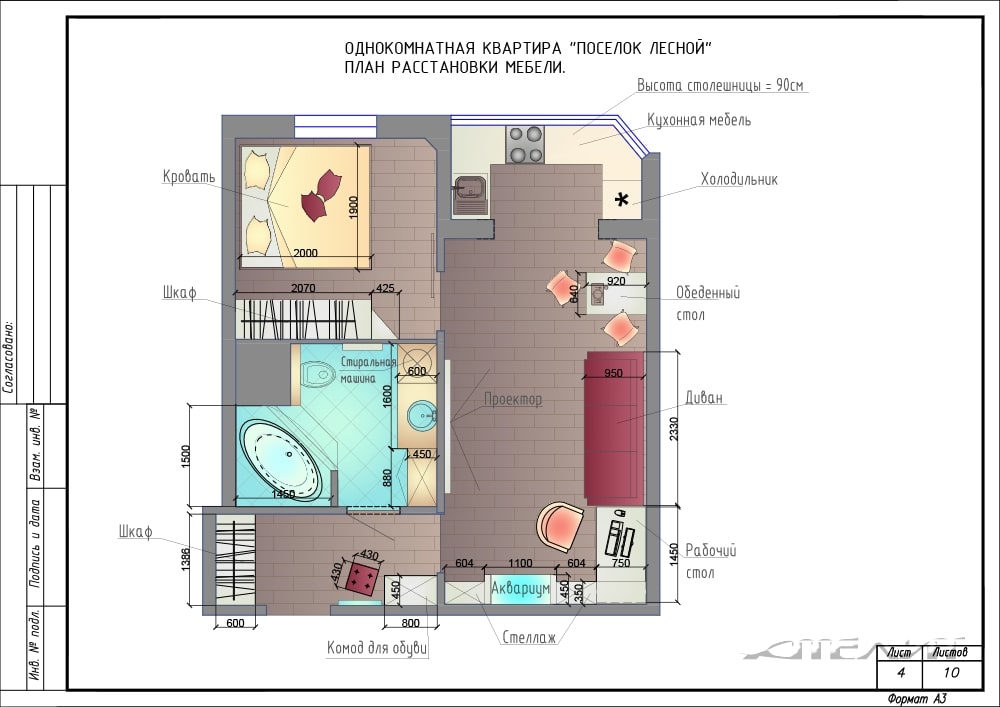 ОДНОКОМНАТНАЯ КВАРТИРА "ПОСЕЛОК ЛЕСНОЙ"
ПЛАН РАССТАНОВКИ МЕБЕЛИ.
Высота столешницы = 90см
Кухонная мебель
Кровать
Холодильник
1900
2000
2070
425
Шкаф
920
640
Обеденный
стол
Стиральная
машина
600
950
1600
Проектор
Диван
2330
450
1500
880
1450
Шкаф
1386
430
430
450
604
1100
604
750
Рабочий
стол
1450
Аквариум
450
350
600
800
Комод для обуви
Стеллаж
Согласовано:
Взам. инв. №
Подпись и дата
Инв. № подл.
СТЕЛИТ
Лист
Листов
4
10
Формат А3